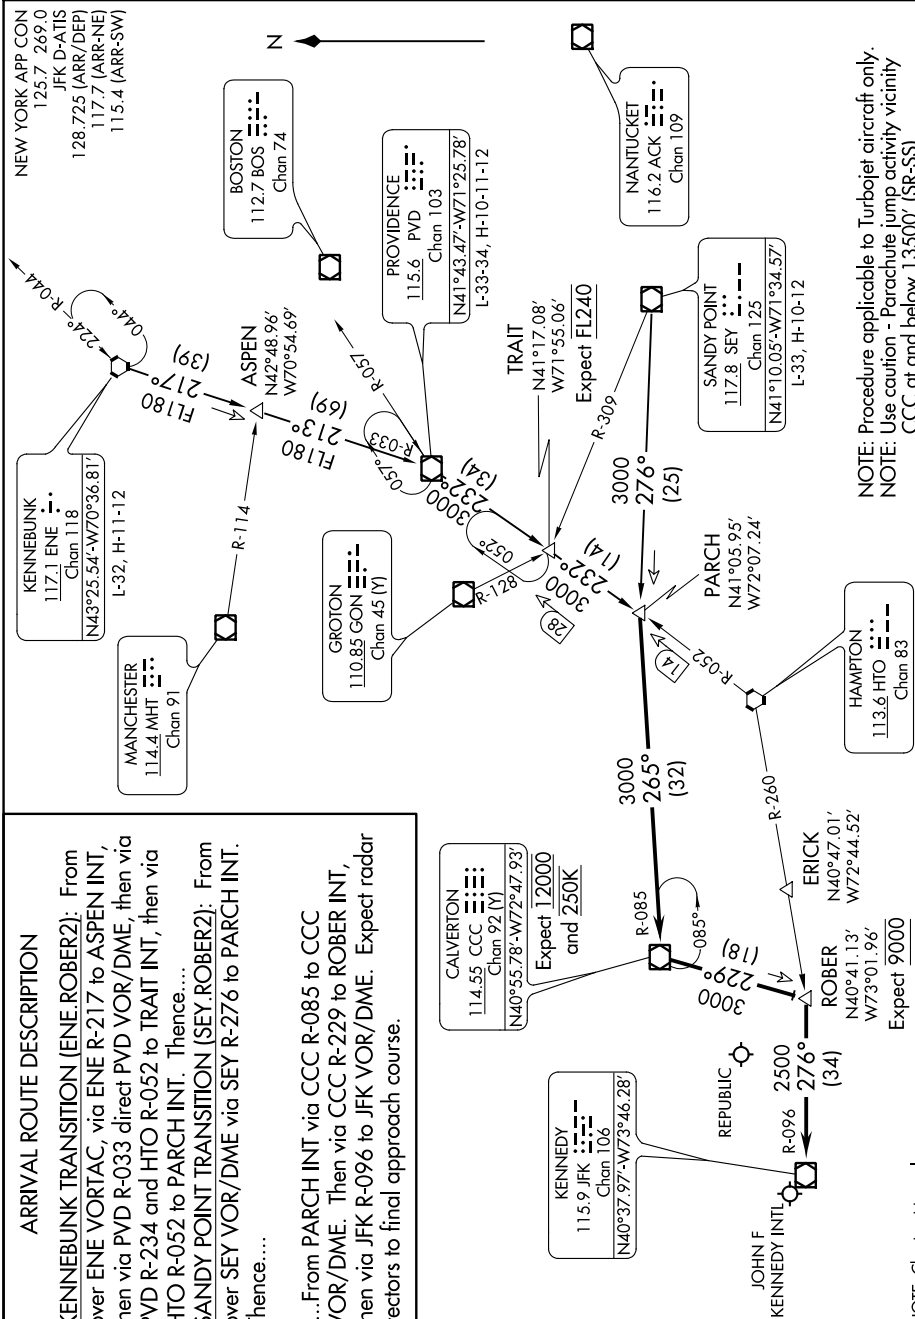 NEW YORK APP CON
125.7 269.0
JFK D-ATIS
128.725 (ARR/DEP)
117.7 (ARR-NE)
115.4 (ARR-SW)
ARRIVAL ROUTE DESCRIPTION
KENNEBUNK TRANSITION (ENE.ROBER2): From
over ENE VORTAC, via ENE R-217 to ASPEN INT,
then via PVD R-033 direct PVD VOR/DME, then via
PVD R-234 and HTO R-052 to TRAIT INT, then via
HTO R-052 to PARCH INT. Thence....
SANDY POINT TRANSITION (SEY.ROBER2): From
over SEY VOR/DME via SEY R-276 to PARCH INT.
Thence....
....From PARCH INT via CCC R-085 to CCC
VOR/DME. Then via CCC R-229 to ROBER INT,
then via JFK R-096 to JFK VOR/DME. Expect radar
vectors to final approach course.
KENNEBUNK
117.1 ENE
Chan 118
N43°25.54'-W70°36.81'
L-32, H-11-12
224°
R-044
044°
FL180
217°
(39)
MANCHESTER
114.4 MHT
Chan 91
R-114
ASPEN
N42°48.96'
W70°54.69'
FL180
213°
(69)
BOSTON
112.7 BOS
Chan 74
N
R-057
R-033
057°
PROVIDENCE
115.6 PVD
Chan 103
N41°43.47'-W71°25.78'
L-33-34, H-10-11-12
3000
232°
(34)
GROTON
110.85 GON
Chan 45 (Y)
R-128
052°
TRAIT
N41°17.08'
W71°55.06'
Expect FL240
R-309
NANTUCKET
116.2 ACK
Chan 109
SANDY POINT
117.8 SEY
Chan 125
N41°10.05'-W71°34.57'
L-33, H-10-12
3000
276°
(25)
3000
232°
(14)
28
14
PARCH
N41°05.95'
W72°07.24'
R-052
HAMPTON
113.6 HTO
Chan 83
3000
265°
(32)
CALVERTON
114.55 CCC
Chan 92 (Y)
N40°55.78'-W72°47.93'
Expect 12000
and 250K
R-085
085°
3000
229°
(18)
R-260
ERICK
N40°47.01'
W72°44.52'
ROBER
N40°41.13'
W73°01.96'
Expect 9000
2500
276°
(34)
R-096
REPUBLIC
KENNEDY
115.9 JFK
Chan 106
N40°37.97'-W73°46.28'
JOHN F
KENNEDY INTL
NOTE: Procedure applicable to Turbojet aircraft only.
NOTE: Use caution - Parachute jump activity vicinity
CCC at and below 13500' (SR-SS)